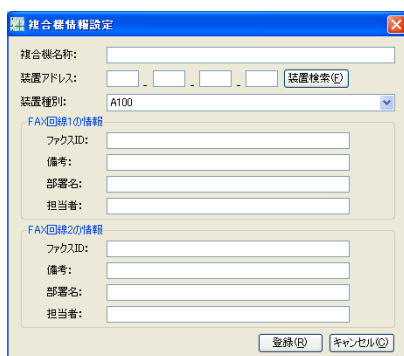 複合機情報設定
複合機名称:
装置アドレス: - - - 装置検索(F)
装置種別: A100
FAX回線1の情報
ファクスID:
備考:
部署名:
担当者:
FAX回線2の情報
ファクスID:
備考:
部署名:
担当者:
登録(R) キャンセル(C)